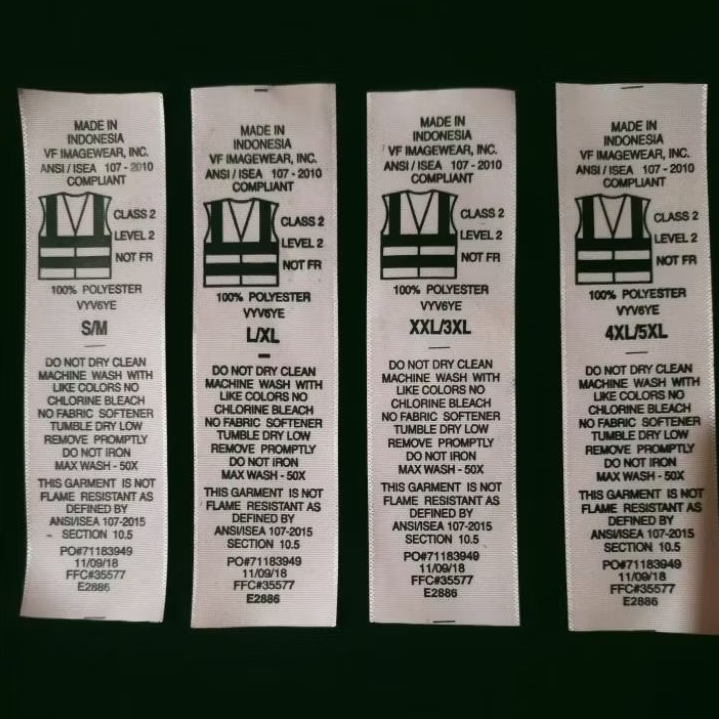 MADE IN
INDONESIA
VF IMAGEWEAR, INC.
ANSI / ISEA 107 - 2010
COMPLIANT
CLASS 2
LEVEL 2
NOT FR
100% POLYESTER
VYV6YE
S/M
DO NOT DRY CLEAN
MACHINE WASH WITH
LIKE COLORS NO
CHLORINE BLEACH
NO FABRIC SOFTENER
TUMBLE DRY LOW
REMOVE PROMPTLY
DO NOT IRON
MAX WASH - 50X
THIS GARMENT IS NOT
FLAME RESISTANT AS
DEFINED BY
ANSI/ISEA 107-2015
SECTION 10.5
PO#71183949
11/09/18
FFC#35577
E2886
MADE IN
INDONESIA
VF IMAGEWEAR, INC.
ANSI / ISEA 107 - 2010
COMPLIANT
CLASS 2
LEVEL 2
NOT FR
100% POLYESTER
VYV6YE
L/XL
DO NOT DRY CLEAN
MACHINE WASH WITH
LIKE COLORS NO
CHLORINE BLEACH
NO FABRIC SOFTENER
TUMBLE DRY LOW
REMOVE PROMPTLY
DO NOT IRON
MAX WASH - 50X
THIS GARMENT IS NOT
FLAME RESISTANT AS
DEFINED BY
ANSI/ISEA 107-2015
SECTION 10.5
PO#71183949
11/09/18
FFC#35577
E2886
MADE IN
INDONESIA
VF IMAGEWEAR, INC.
ANSI / ISEA 107 - 2010
COMPLIANT
CLASS 2
LEVEL 2
NOT FR
100% POLYESTER
VYV6YE
XXL/3XL
DO NOT DRY CLEAN
MACHINE WASH WITH
LIKE COLORS NO
CHLORINE BLEACH
NO FABRIC SOFTENER
TUMBLE DRY LOW
REMOVE PROMPTLY
DO NOT IRON
MAX WASH - 50X
THIS GARMENT IS NOT
FLAME RESISTANT AS
DEFINED BY
ANSI/ISEA 107-2015
SECTION 10.5
PO#71183949
11/09/18
FFC#35577
E2886
MADE IN
INDONESIA
VF IMAGEWEAR, INC.
ANSI / ISEA 107 - 2010
COMPLIANT
CLASS 2
LEVEL 2
NOT FR
100% POLYESTER
VYV6YE
4XL/5XL
DO NOT DRY CLEAN
MACHINE WASH WITH
LIKE COLORS NO
CHLORINE BLEACH
NO FABRIC SOFTENER
TUMBLE DRY LOW
REMOVE PROMPTLY
DO NOT IRON
MAX WASH - 50X
THIS GARMENT IS NOT
FLAME RESISTANT AS
DEFINED BY
ANSI/ISEA 107-2015
SECTION 10.5
PO#71183949
11/09/18
FFC#35577
E2886